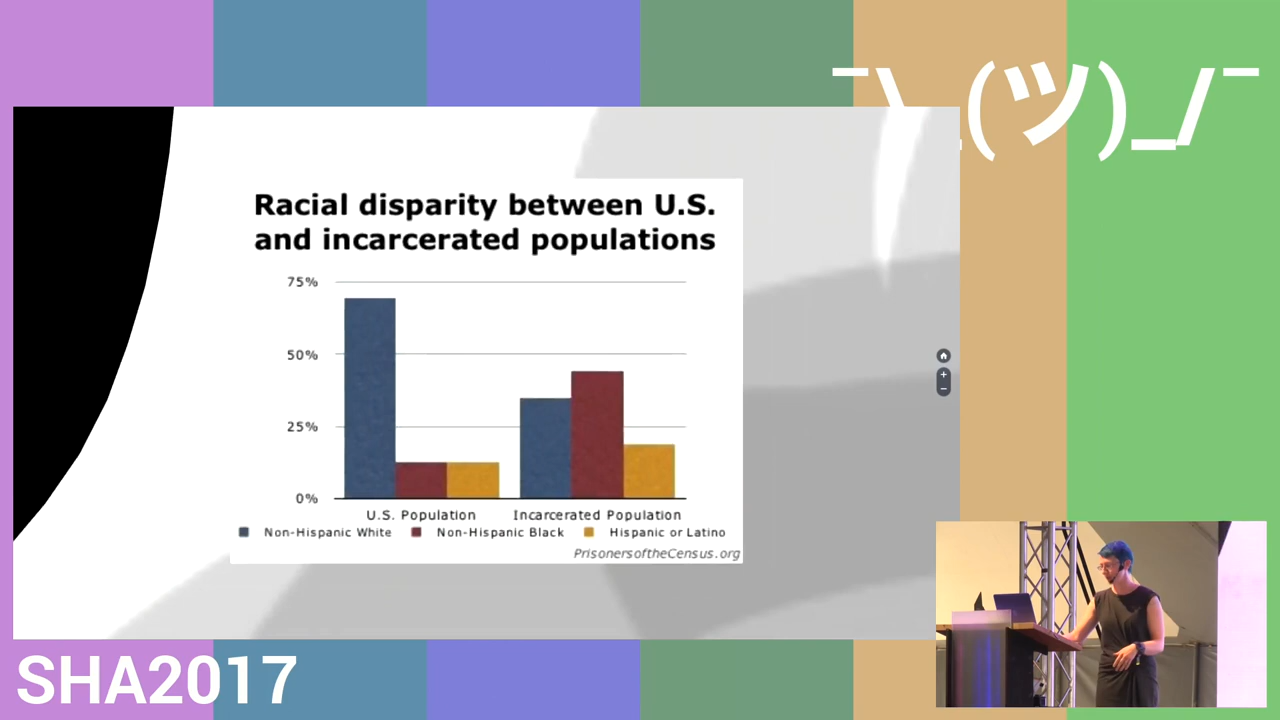 ¯\_(ツ)_/¯
Racial disparity between U.S.
and incarcerated populations
75%
50%
25%
0%
U.S. Population
Incarcerated Population
Non-Hispanic White
Non-Hispanic Black
Hispanic or Latino
PrisonersoftheCensus.org
SHA2017